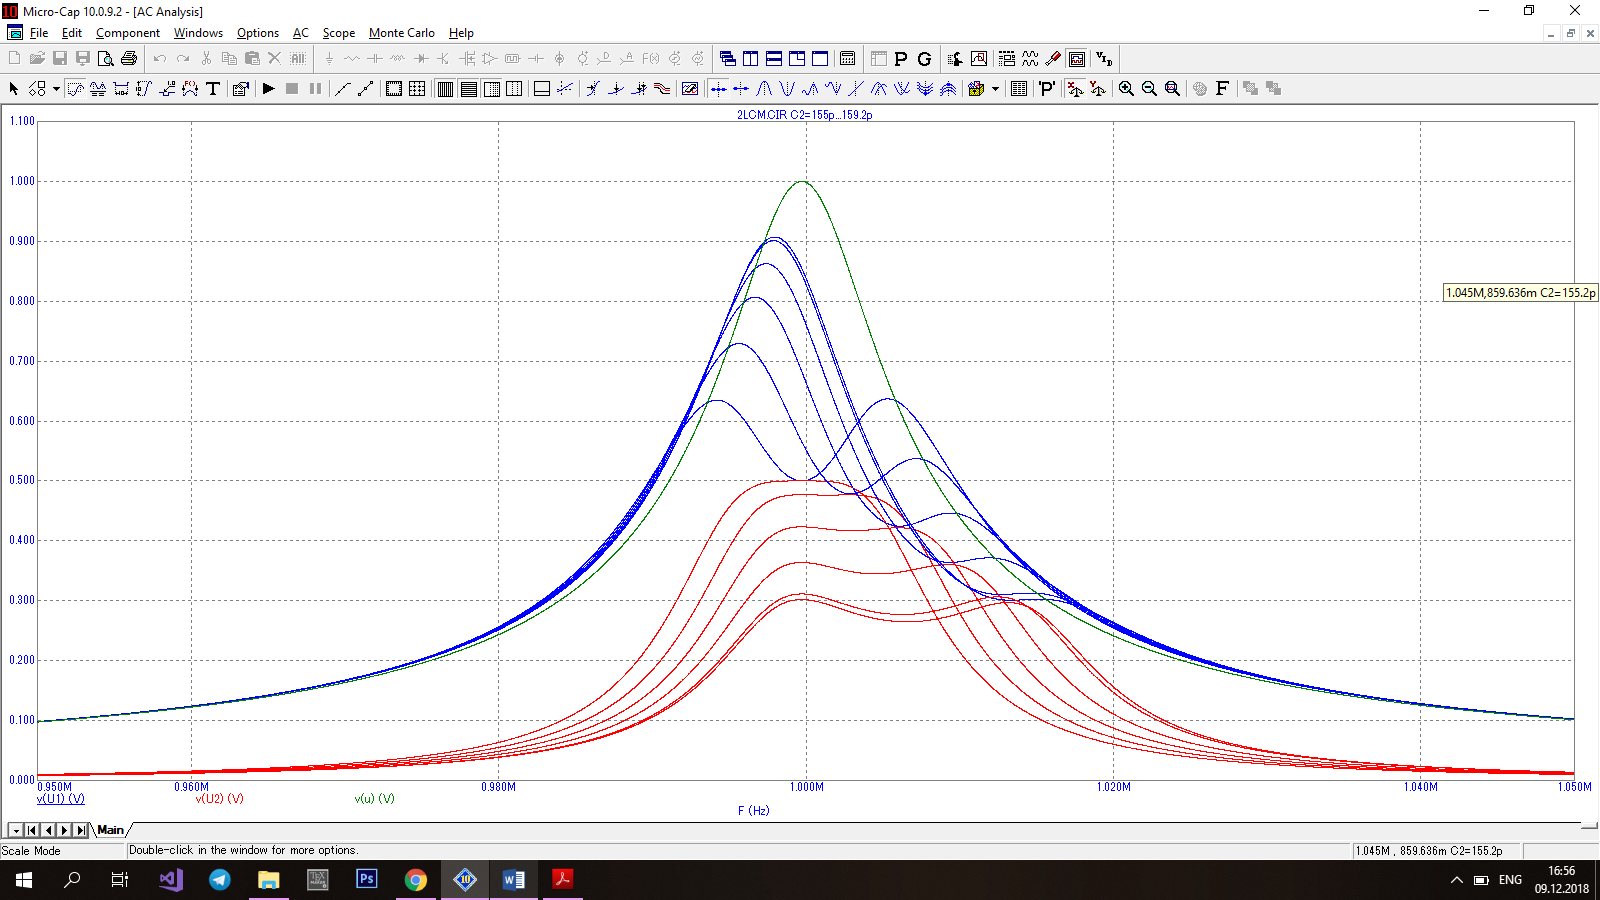 Micro-Cap 10.0.9.2 - [AC Analysis]
File Edit Component Windows Options AC Scope Monte Carlo Help
2LCM.CIR C2=155p...159.2p
1.100
1.000
0.900
0.800
0.700
0.600
0.500
0.400
0.300
0.200
0.100
0.000
1.045M,859.636m C2=155.2p
0.950M 0.960M 0.980M 1.000M 1.020M 1.040M 1.050M
v(U1) (V) v(U2) (V) v(u) (V)
F (Hz)
Main
Scale Mode Double-click in the window for more options. 1.045M , 859.636m C2=155.2p
ENG
16:56
09.12.2018